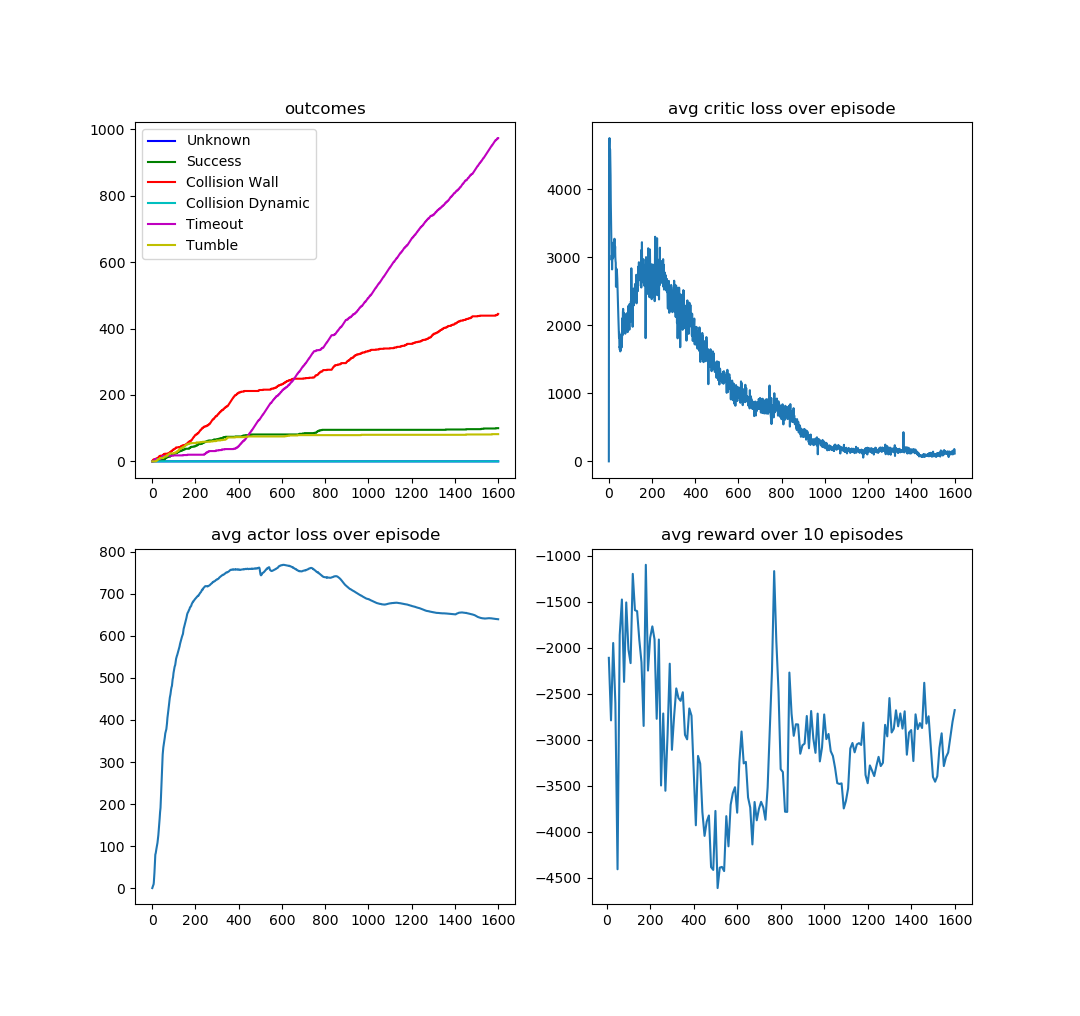 outcomes
1000
800
600
400
200
0
Unknown
Success
Collision Wall
Collision Dynamic
Timeout
Tumble
0 200 400 600 800 1000 1200 1400 1600
avg critic loss over episode
4000
3000
2000
1000
0
0 200 400 600 800 1000 1200 1400 1600
avg actor loss over episode
800
700
600
500
400
300
200
100
0
0 200 400 600 800 1000 1200 1400 1600
avg reward over 10 episodes
−1000
−1500
−2000
−2500
−3000
−3500
−4000
−4500
0 200 400 600 800 1000 1200 1400 1600